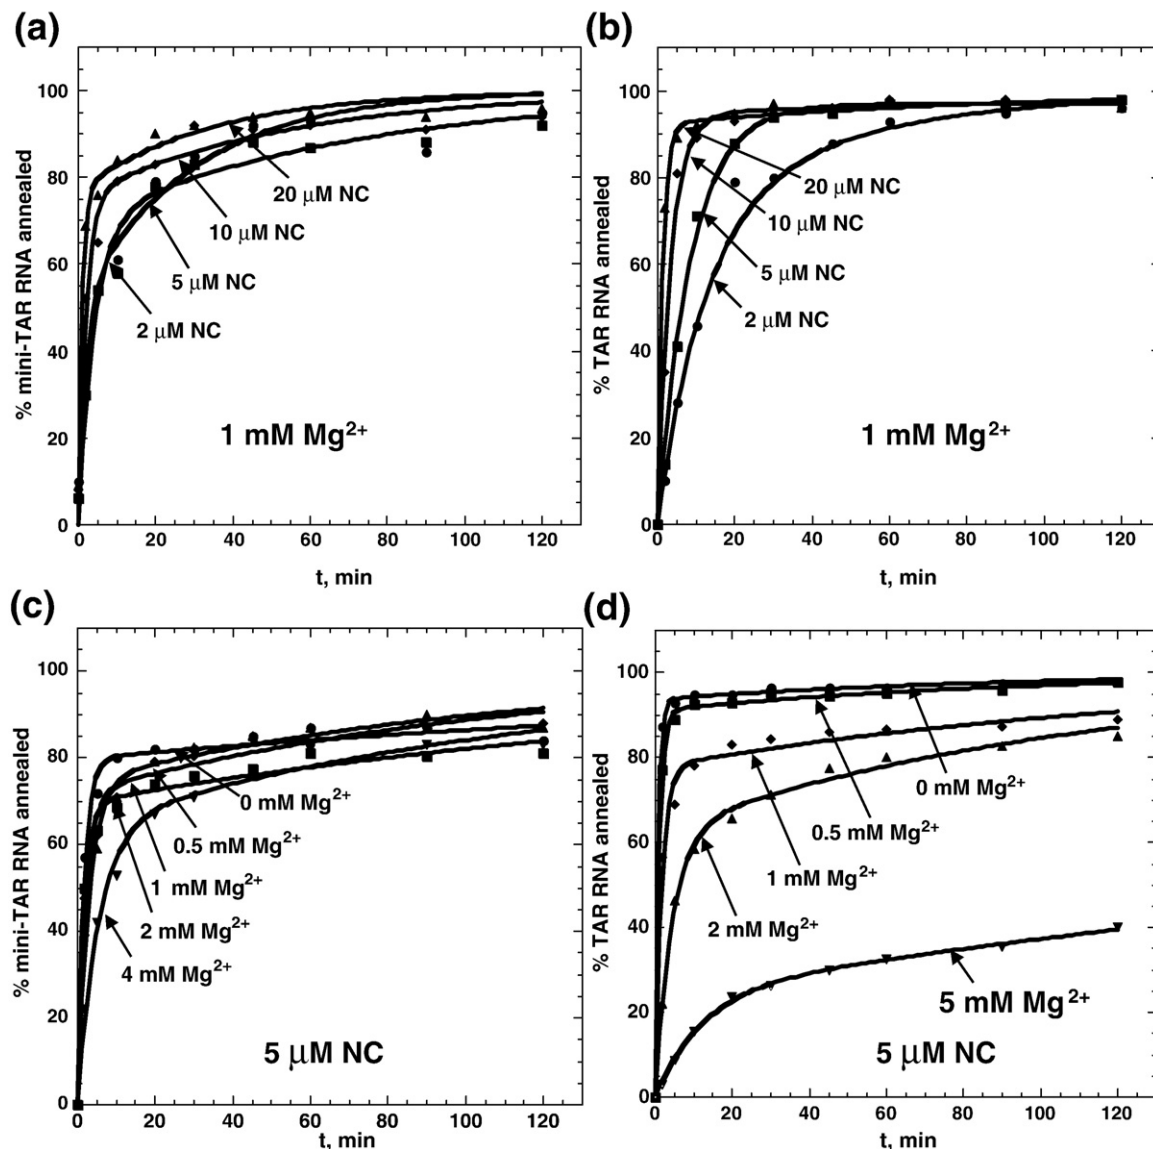 (a)
% mini-TAR RNA annealed
100
80
60
40
20
0
20 μM NC
10 μM NC
5 μM NC
2 μM NC
1 mM Mg²⁺
0 20 40 60 80 100 120
t, min
(b)
% TAR RNA annealed
100
80
60
40
20
0
20 μM NC
10 μM NC
5 μM NC
2 μM NC
1 mM Mg²⁺
0 20 40 60 80 100 120
t, min
(c)
% mini-TAR RNA annealed
100
80
60
40
20
0
0 mM Mg²⁺
0.5 mM Mg²⁺
1 mM Mg²⁺
2 mM Mg²⁺
4 mM Mg²⁺
5 μM NC
0 20 40 60 80 100 120
t, min
(d)
% TAR RNA annealed
100
80
60
40
20
0
0 mM Mg²⁺
0.5 mM Mg²⁺
1 mM Mg²⁺
2 mM Mg²⁺
5 mM Mg²⁺
5 μM NC
0 20 40 60 80 100 120
t, min